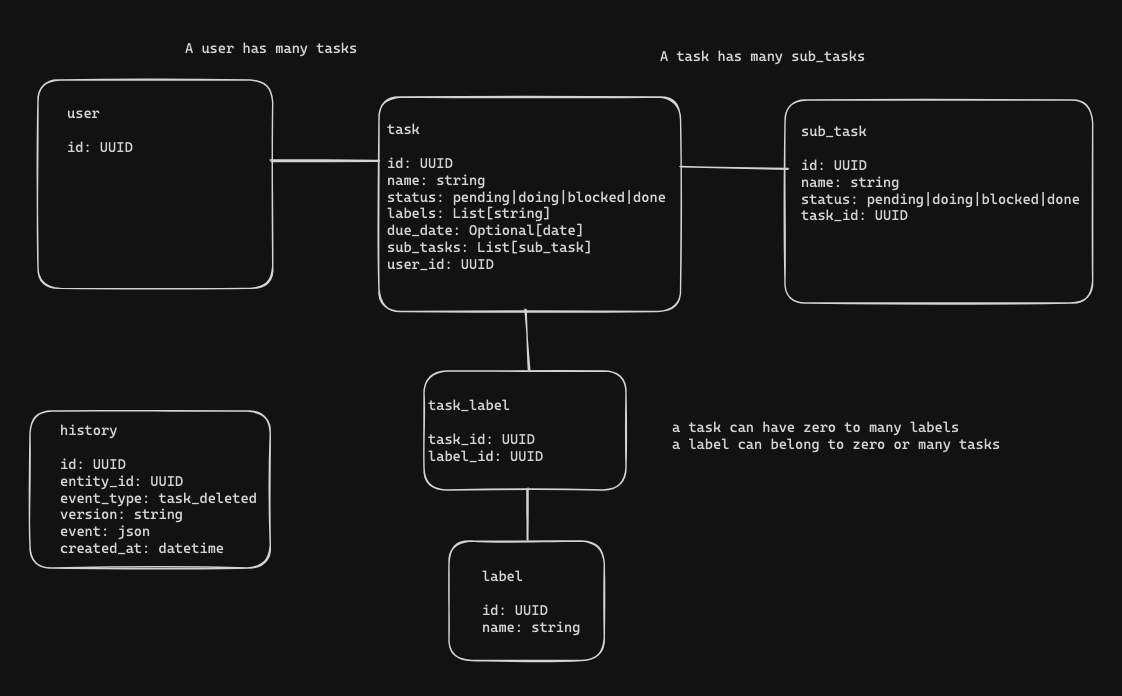 A user has many tasks
A task has many sub_tasks
user
id: UUID
task
id: UUID
name: string
status: pending|doing|blocked|done
labels: List[string]
due_date: Optional[date]
sub_tasks: List[sub_task]
user_id: UUID
sub_task
id: UUID
name: string
status: pending|doing|blocked|done
task_id: UUID
task_label
task_id: UUID
label_id: UUID
a task can have zero to many labels
a label can belong to zero or many tasks
history
id: UUID
entity_id: UUID
event_type: task_deleted
version: string
event: json
created_at: datetime
label
id: UUID
name: string